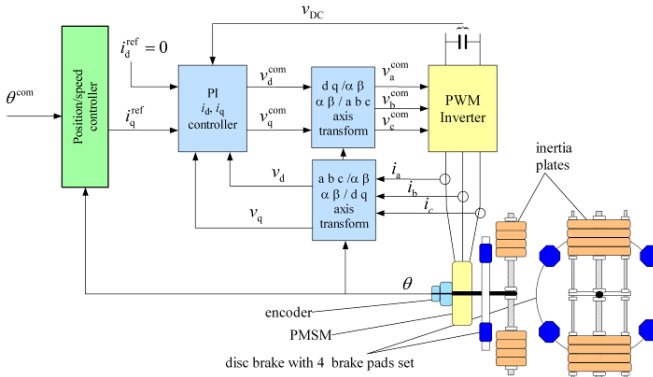 v_DC
i_d^ref = 0
θ^com
i_q^ref
Position/speed
controller
PI
i_d, i_q
controller
v_d^com
v_q^com
d q /α β
α β / a b c
axis
transform
v_a^com
v_b^com
v_c^com
PWM
Inverter
v_d
v_q
a b c /α β
α β / d q
axis
transform
i_a
i_b
i_c
inertia
plates
θ
encoder
PMSM
disc brake with 4 brake pads set